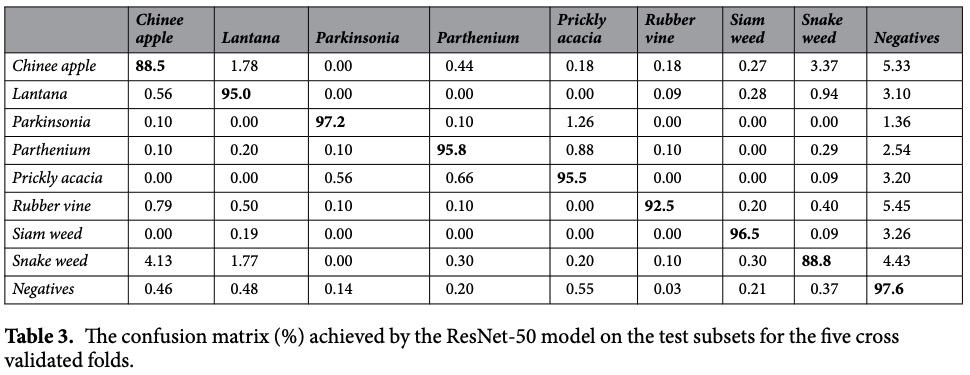 Chinee apple Lantana Parkinsonia Parthenium Prickly acacia Rubber vine Siam weed Snake weed Negatives
Chinee apple 88.5 1.78 0.00 0.44 0.18 0.18 0.27 3.37 5.33
Lantana 0.56 95.0 0.00 0.00 0.00 0.09 0.28 0.94 3.10
Parkinsonia 0.10 0.00 97.2 0.10 1.26 0.00 0.00 0.00 1.36
Parthenium 0.10 0.20 0.10 95.8 0.88 0.10 0.00 0.29 2.54
Prickly acacia 0.00 0.00 0.56 0.66 95.5 0.00 0.00 0.09 3.20
Rubber vine 0.79 0.50 0.10 0.10 0.00 92.5 0.20 0.40 5.45
Siam weed 0.00 0.19 0.00 0.00 0.00 0.00 96.5 0.09 3.26
Snake weed 4.13 1.77 0.00 0.30 0.20 0.10 0.30 88.8 4.43
Negatives 0.46 0.48 0.14 0.20 0.55 0.03 0.21 0.37 97.6
Table 3. The confusion matrix (%) achieved by the ResNet-50 model on the test subsets for the five cross
validated folds.